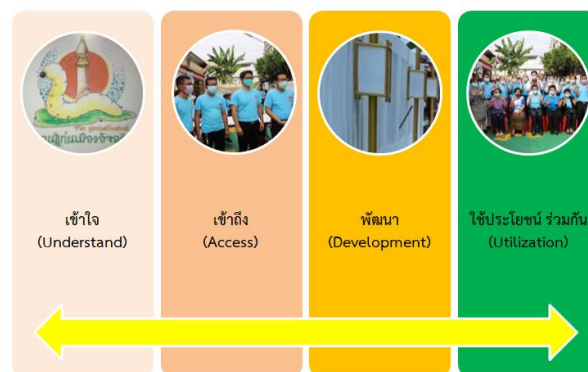 เข้าใจ
(Understand)
เข้าถึง
(Access)
พัฒนา
(Development)
ใช้ประโยชน์ ร่วมกัน
(Utilization)